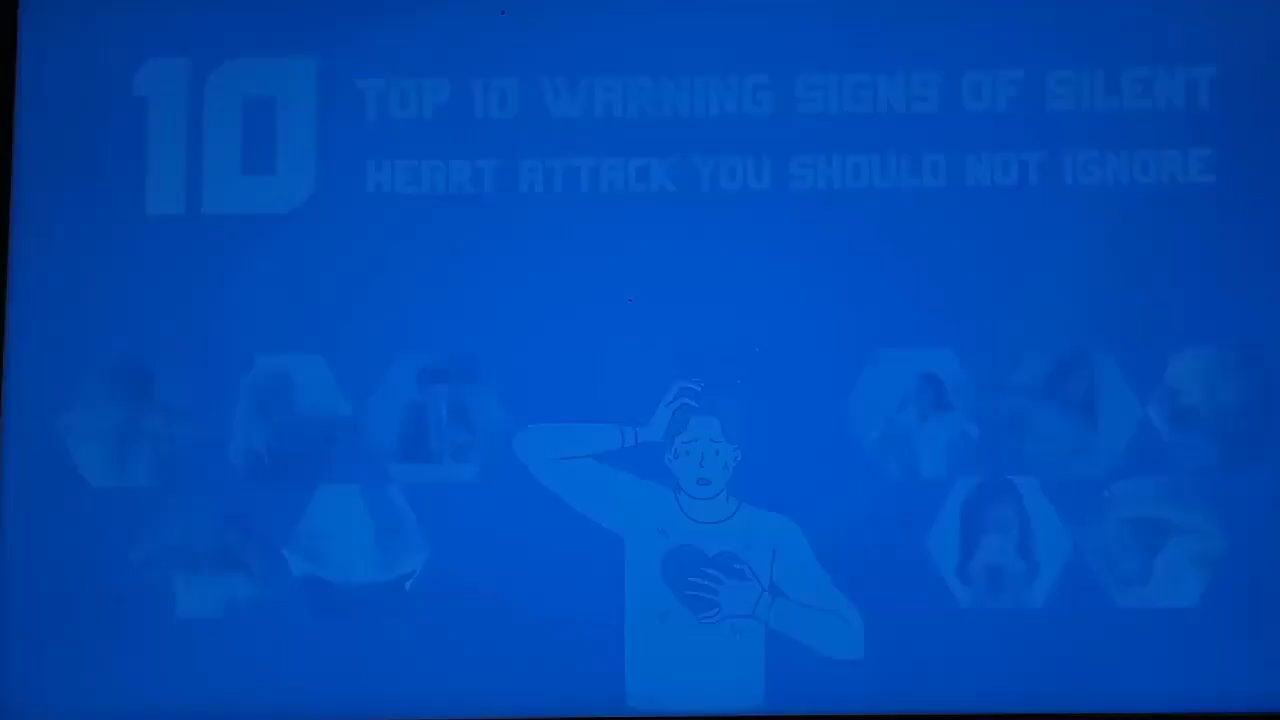 10
TOP 10 WARNING SIGNS OF SILENT
HEART ATTACK YOU SHOULD NOT IGNORE